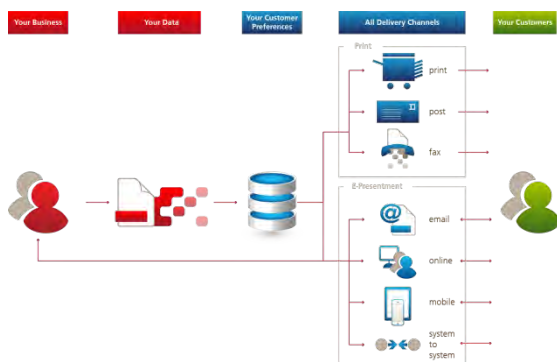 Your Business
Your Data
Your Customer
Preferences
All Delivery Channels
Your Customers
Print
print
post
fax
E-Presentment
@
email
online
mobile
system
to
system